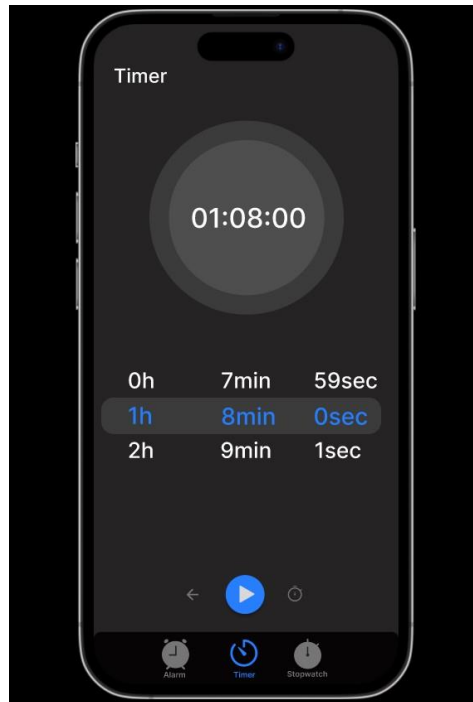 Timer
01:08:00
0h 7min 59sec
1h 8min 0sec
2h 9min 1sec
Alarm Timer Stopwatch